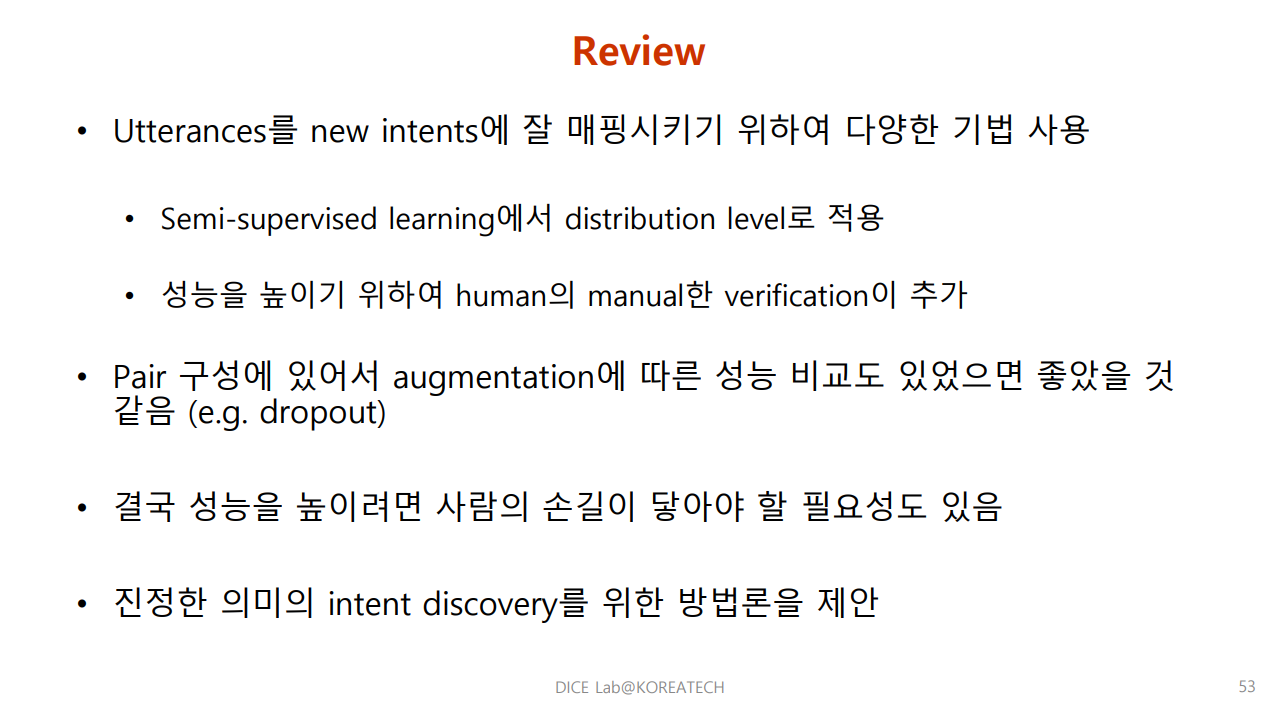 Review
• Utterances를 new intents에 잘 매핑시키기 위하여 다양한 기법 사용
• Semi-supervised learning에서 distribution level로 적용
• 성능을 높이기 위하여 human의 manual한 verification이 추가
• Pair 구성에 있어서 augmentation에 따른 성능 비교도 있었으면 좋았을 것
같음 (e.g. dropout)
• 결국 성능을 높이려면 사람의 손길이 닿아야 할 필요성도 있음
• 진정한 의미의 intent discovery를 위한 방법론을 제안
DICE Lab@KOREATECH
53